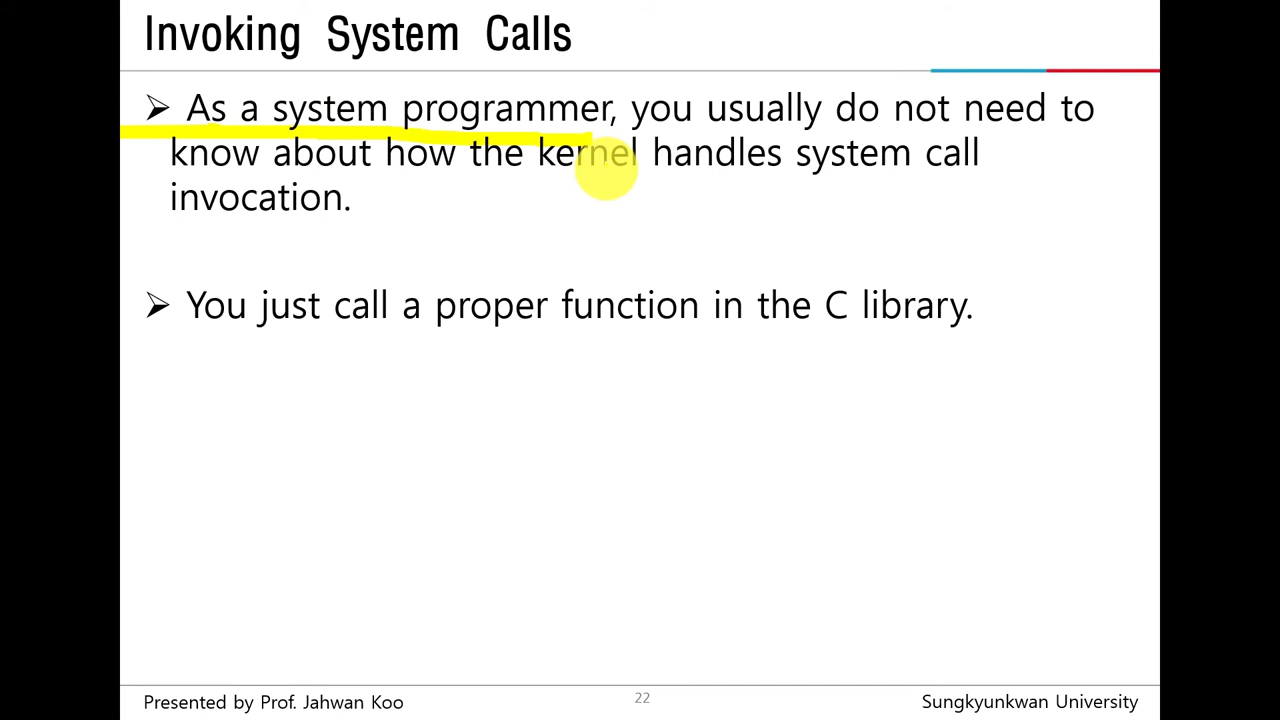 Invoking System Calls
➢ As a system programmer, you usually do not need to
know about how the kernel handles system call
invocation.
➢ You just call a proper function in the C library.
Presented by Prof. Jahwan Koo
22
Sungkyunkwan University